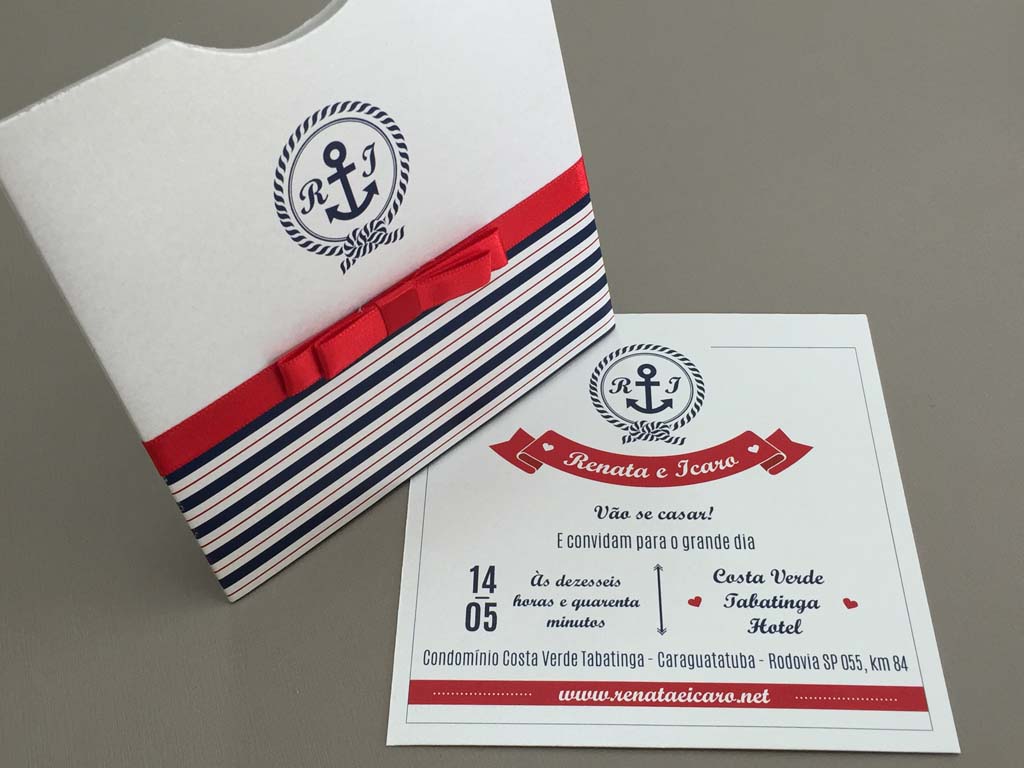 R I
R I
Renata e Icaro
Vão se casar!
E convidam para o grande dia
14
05
Às dezesseis
horas e quarenta
minutos
Costa Verde
Tabatinga
Hotel
Condomínio Costa Verde Tabatinga - Caraguatatuba - Rodovia SP 055, km 84
www.renataeicaro.net